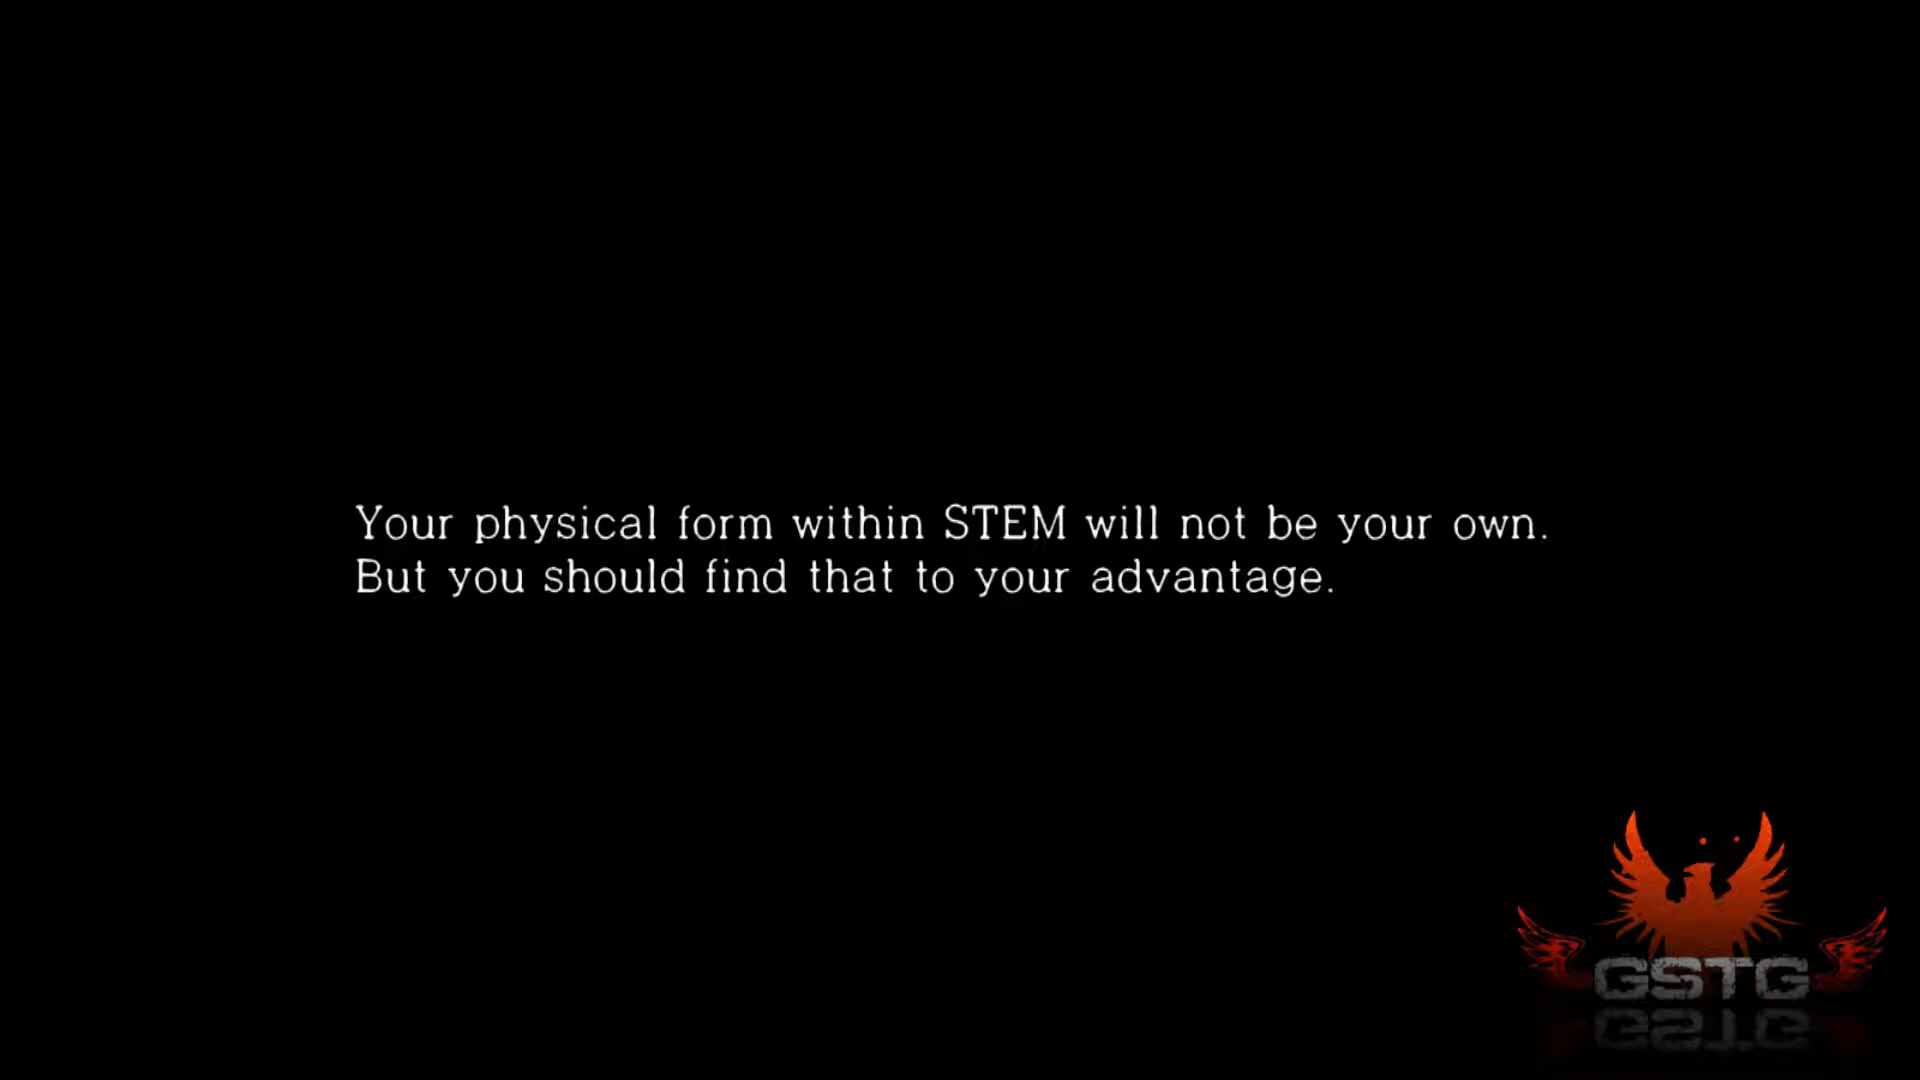 Your physical form within STEM will not be your own.
But you should find that to your advantage.
GSTG